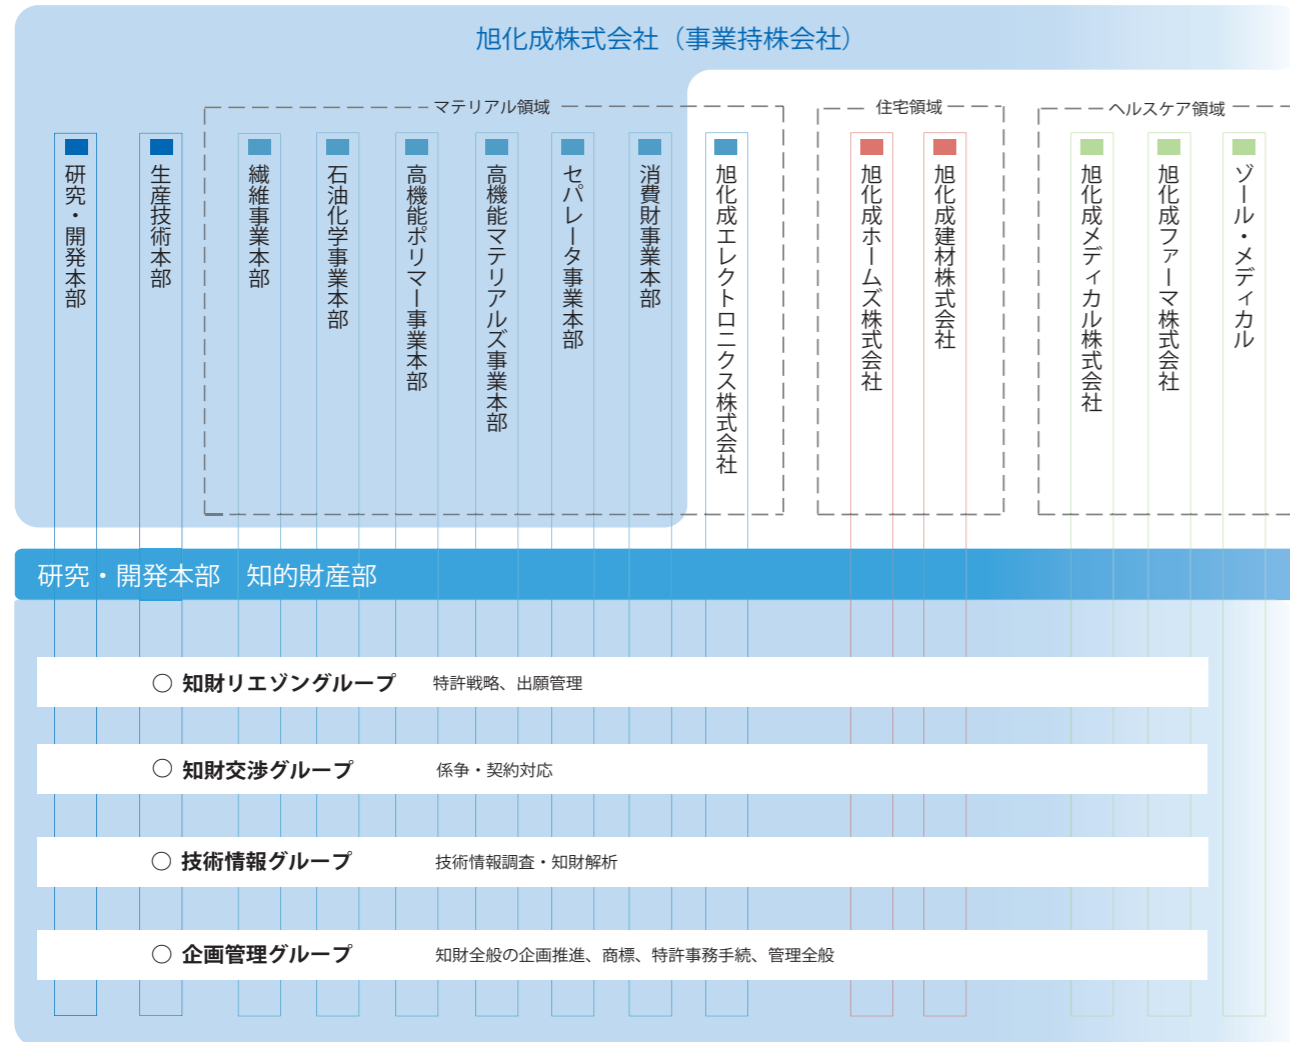 旭化成株式会社（事業持株会社）
マテリアル領域
住宅領域
ヘルスケア領域
研究・開発本部
生産技術本部
繊維事業本部
石油化学事業本部
高機能ポリマー事業本部
高機能マテリアルズ事業本部
セパレータ事業本部
消費財事業本部
旭化成エレクトロニクス株式会社
旭化成ホームズ株式会社
旭化成建材株式会社
旭化成メディカル株式会社
旭化成ファーマ株式会社
ゾール・メディカル
研究・開発本部　知的財産部
○ 知財リエゾングループ　特許戦略、出願管理
○ 知財交渉グループ　係争・契約対応
○ 技術情報グループ　技術情報調査・知財解析
○ 企画管理グループ　知財全般の企画推進、商標、特許事務手続、管理全般